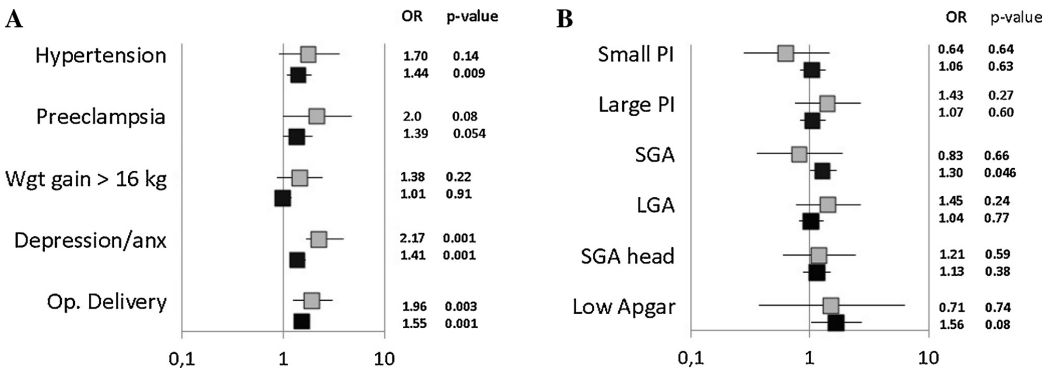 A
OR p-value
Hypertension
1.70 0.14
1.44 0.009
Preeclampsia
2.0 0.08
1.39 0.054
Wgt gain > 16 kg
1.38 0.22
1.01 0.91
Depression/anx
2.17 0.001
1.41 0.001
Op. Delivery
1.96 0.003
1.55 0.001
0,1 1 10
B
OR p-value
Small PI
0.64 0.64
1.06 0.63
Large PI
1.43 0.27
1.07 0.60
SGA
0.83 0.66
1.30 0.046
LGA
1.45 0.24
1.04 0.77
SGA head
1.21 0.59
1.13 0.38
Low Apgar
0.71 0.74
1.56 0.08
0,1 1 10